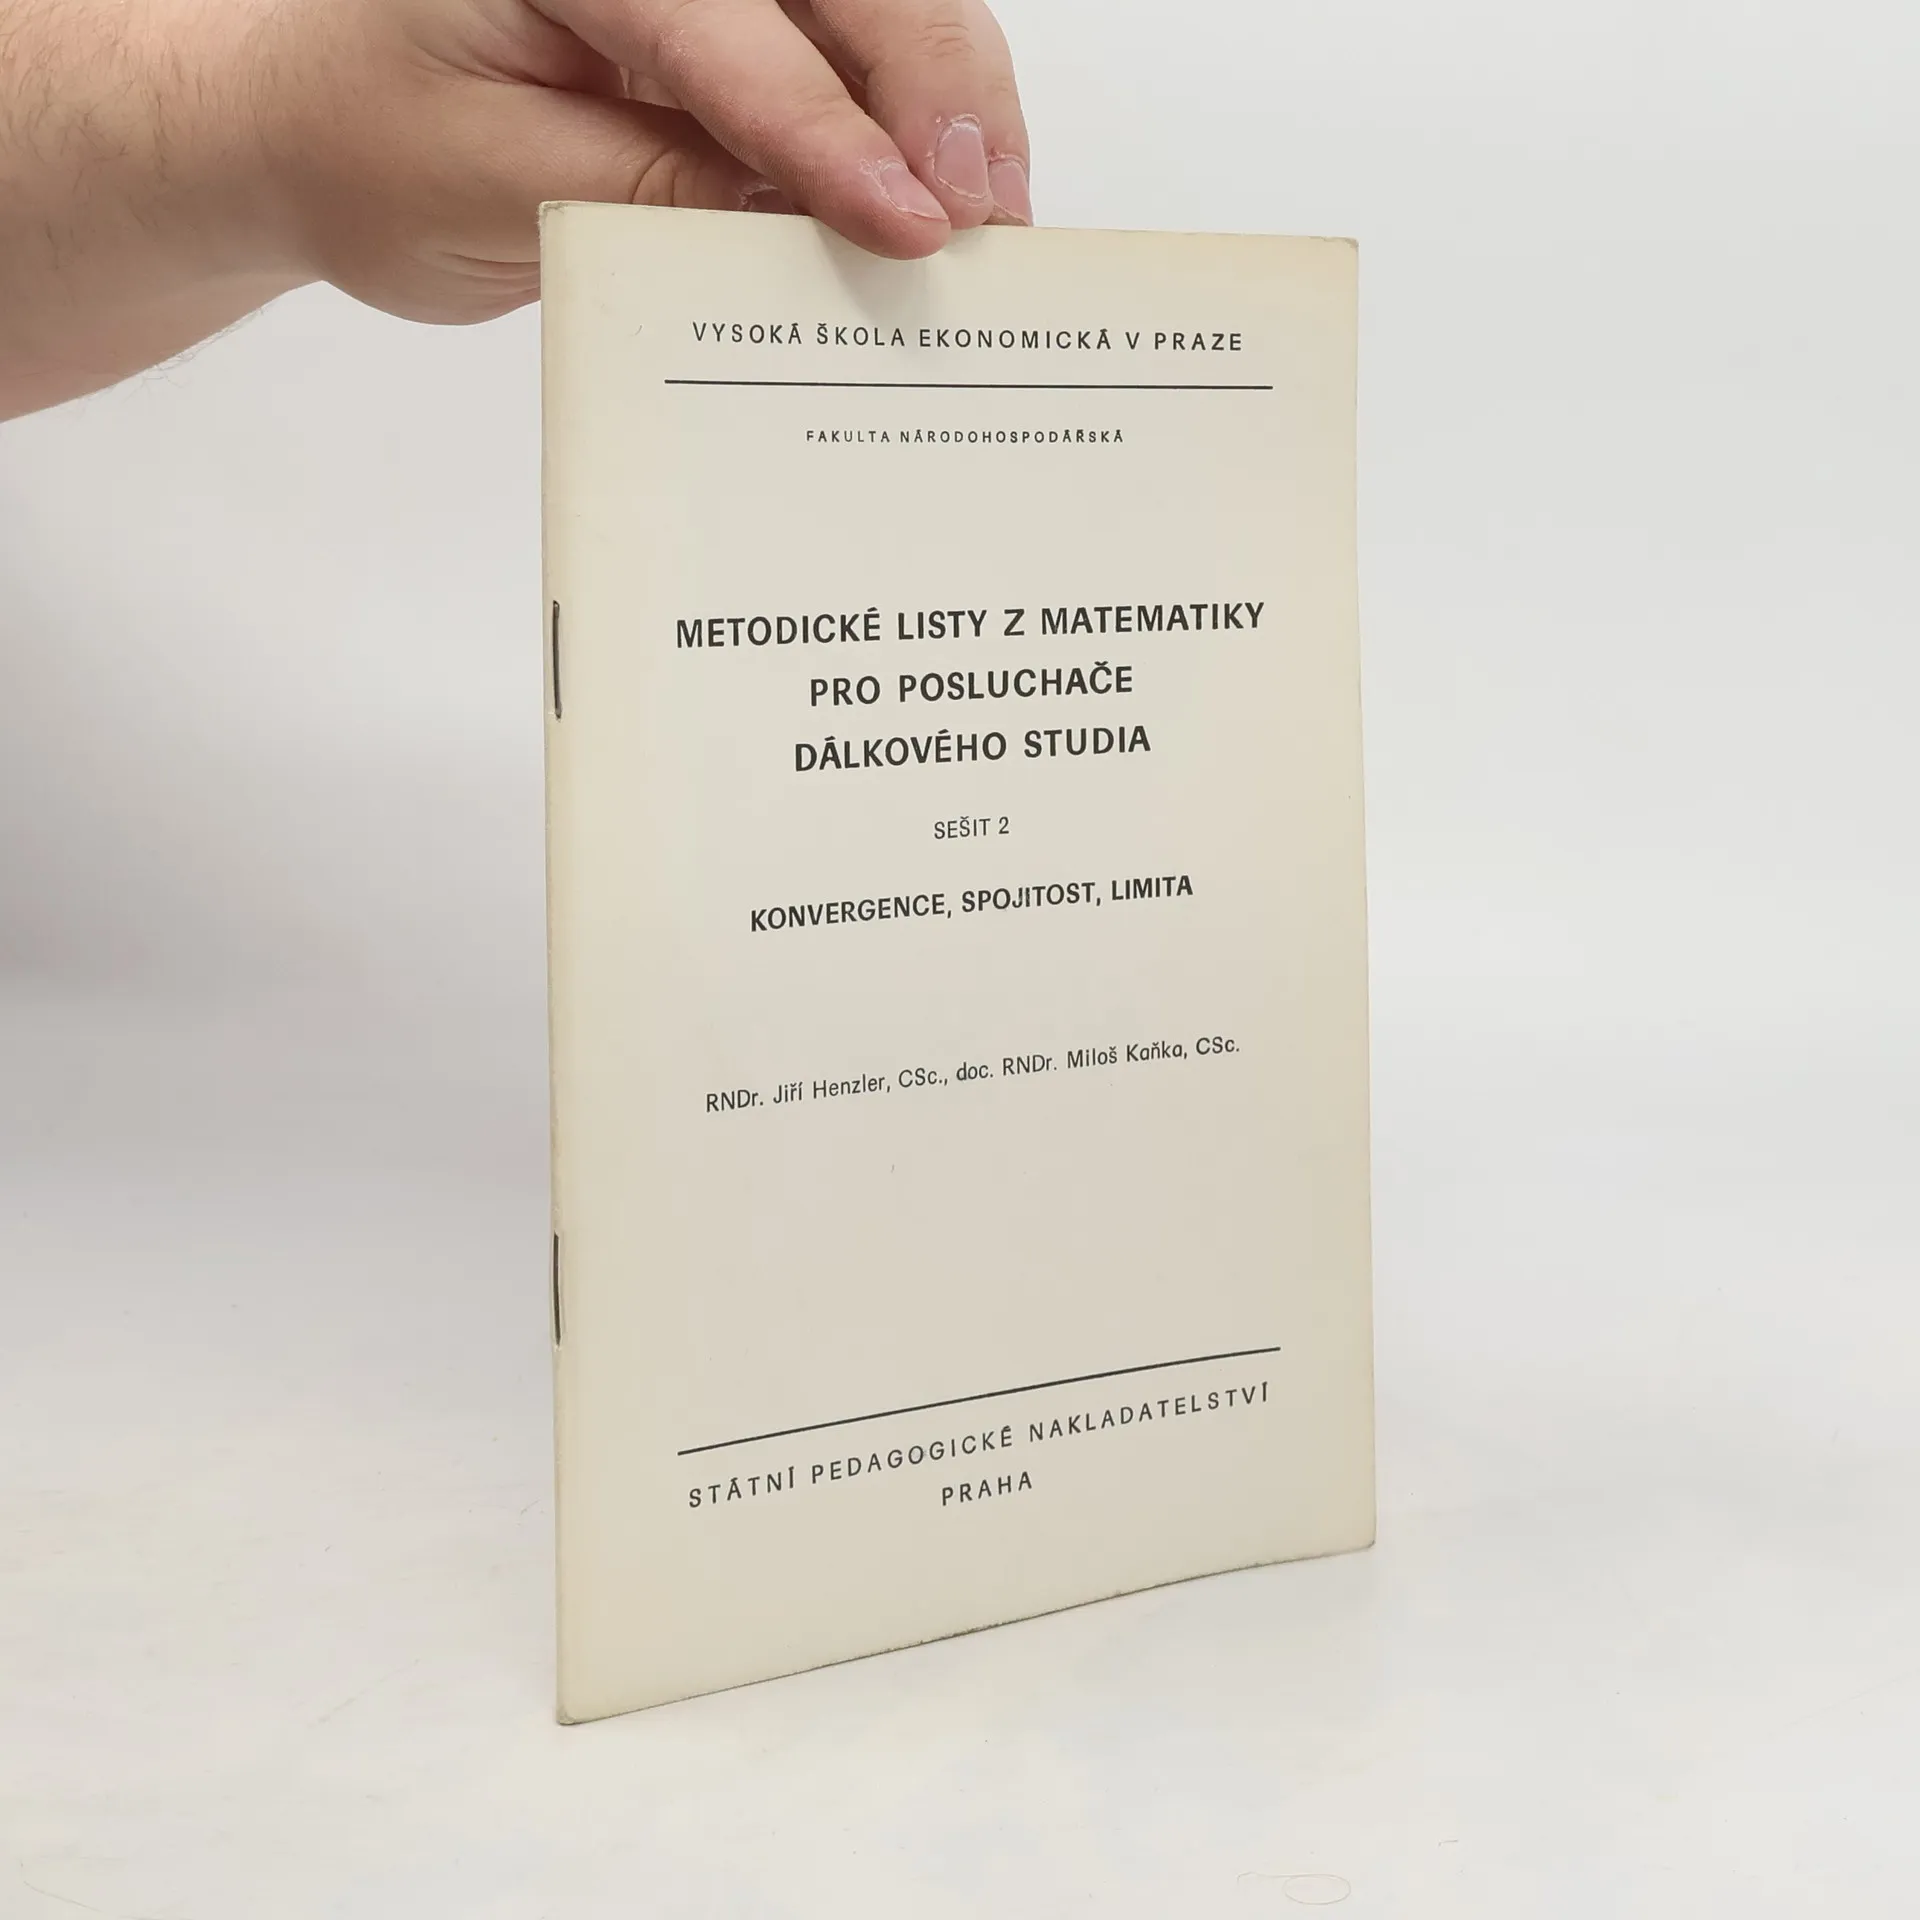 VYSOKÁ ŠKOLA EKONOMICKÁ V PRAZE
FAKULTA NÁRODOHOSPODÁŘSKÁ
METODICKÉ LISTY Z MATEMATIKY
PRO POSLUCHAČE
DÁLKOVÉHO STUDIA
SEŠIT 2
KONVERGENCE, SPOJITOST, LIMITA
RNDr. Jiří Henzler, CSc., doc. RNDr. Miloš Kaňka, CSc.
STÁTNÍ PEDAGOGICKÉ NAKLADATELSTVÍ
PRAHA